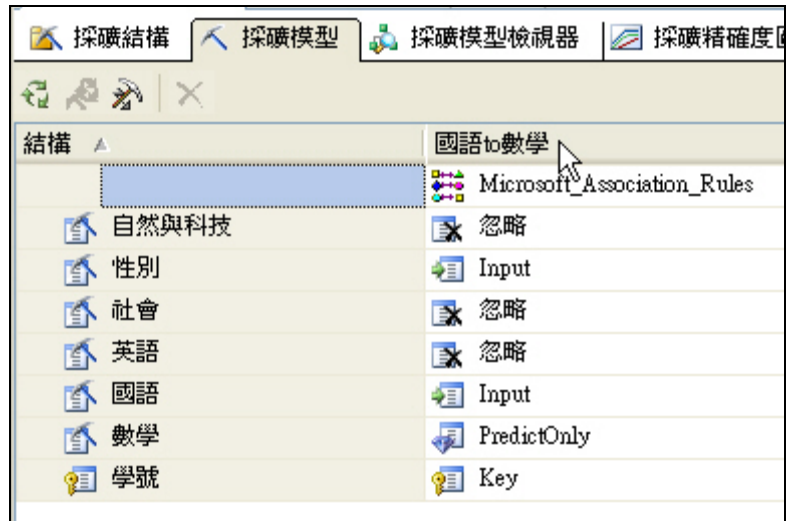 採礦結構 採礦模型 採礦模型檢視器 採礦精確度
結構 國語to數學
Microsoft_Association_Rules
自然與科技 忽略
性別 Input
社會 忽略
英語 忽略
國語 Input
數學 PredictOnly
學號 Key